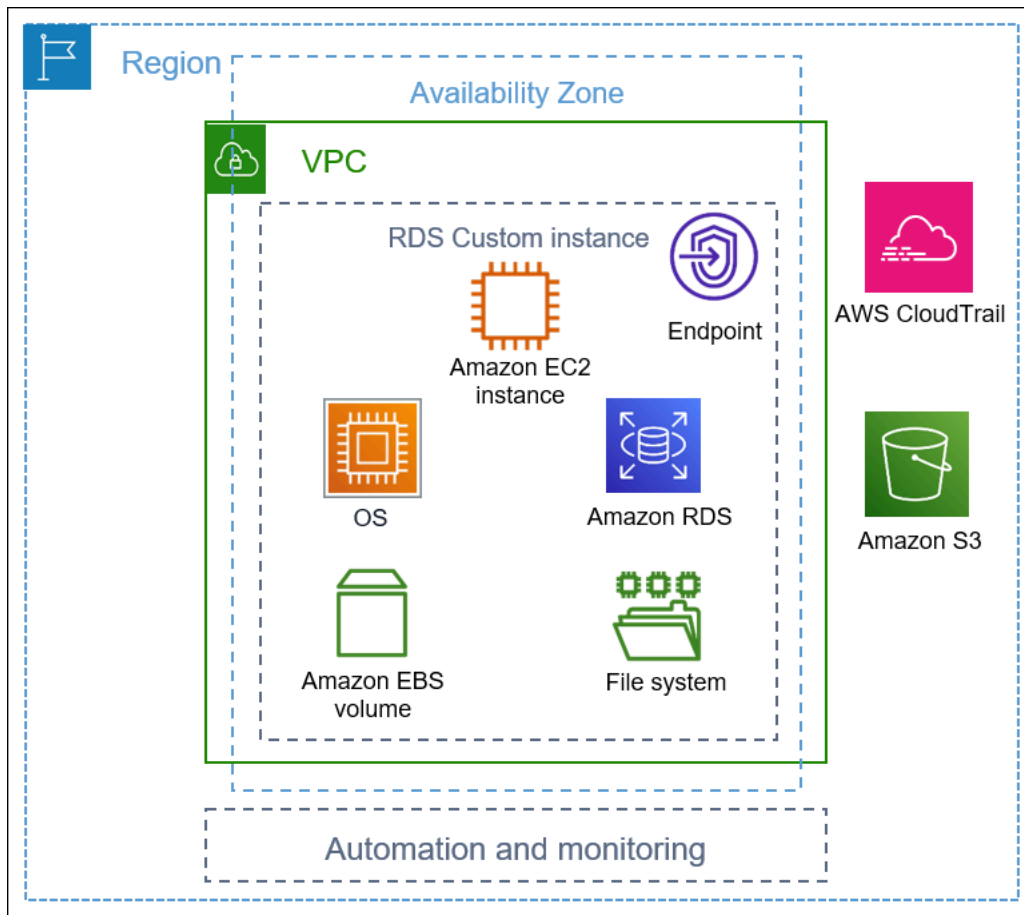 Region
Availability Zone
VPC
RDS Custom instance
Endpoint
AWS CloudTrail
Amazon EC2
instance
OS
Amazon RDS
Amazon S3
Amazon EBS
volume
File system
Automation and monitoring